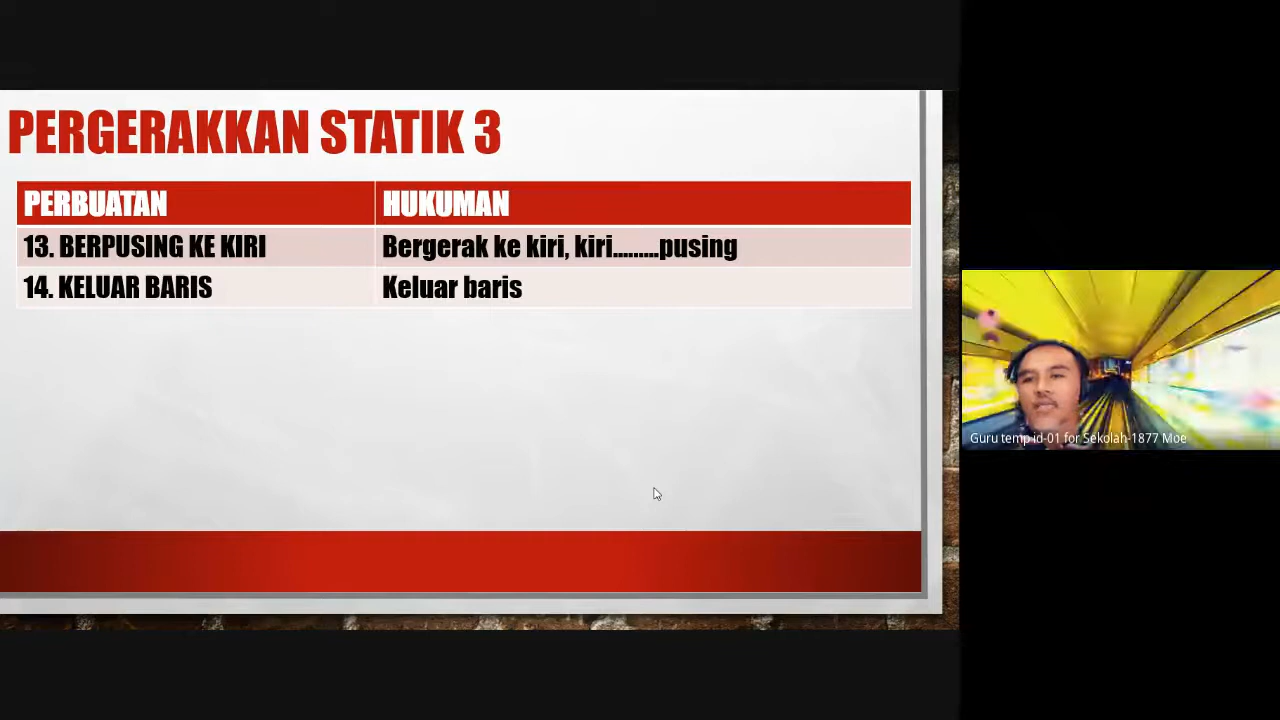 PERGERAKKAN STATIK 3
PERBUATAN HUKUMAN
13. BERPUSING KE KIRI Bergerak ke kiri, kiri.........pusing
14. KELUAR BARIS Keluar baris
Guru temp id-01 for Sekolah-1877 Moe